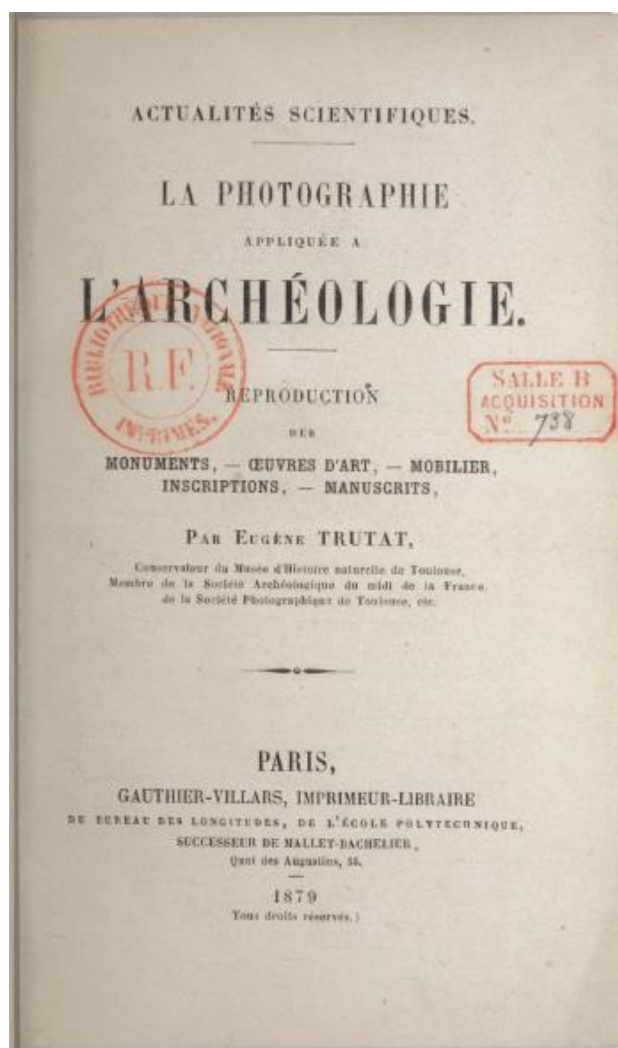 ACTUALITÉS SCIENTIFIQUES.
LA PHOTOGRAPHIE
APPLIQUÉE A
L'ARCHÉOLOGIE.
BIBLIOTHÈQUE NATIONALE
R.F.
IMPRIMÉS.
SALLE B
ACQUISITION
No 738
REPRODUCTION
DES
MONUMENTS, — ŒUVRES D'ART, — MOBILIER,
INSCRIPTIONS, — MANUSCRITS,
PAR EUGÈNE TRUTAT,
Conservateur du Musée d'Histoire naturelle de Toulouse,
Membre de la Société Archéologique du midi de la France,
de la Société Photographique de Toulouse, etc.
PARIS,
GAUTHIER-VILLARS, IMPRIMEUR-LIBRAIRE
DU BUREAU DES LONGITUDES, DE L'ÉCOLE POLYTECHNIQUE,
SUCCESSEUR DE MALLET-BACHELIER,
Quai des Augustins, 55.
1879
Tous droits réservés.)